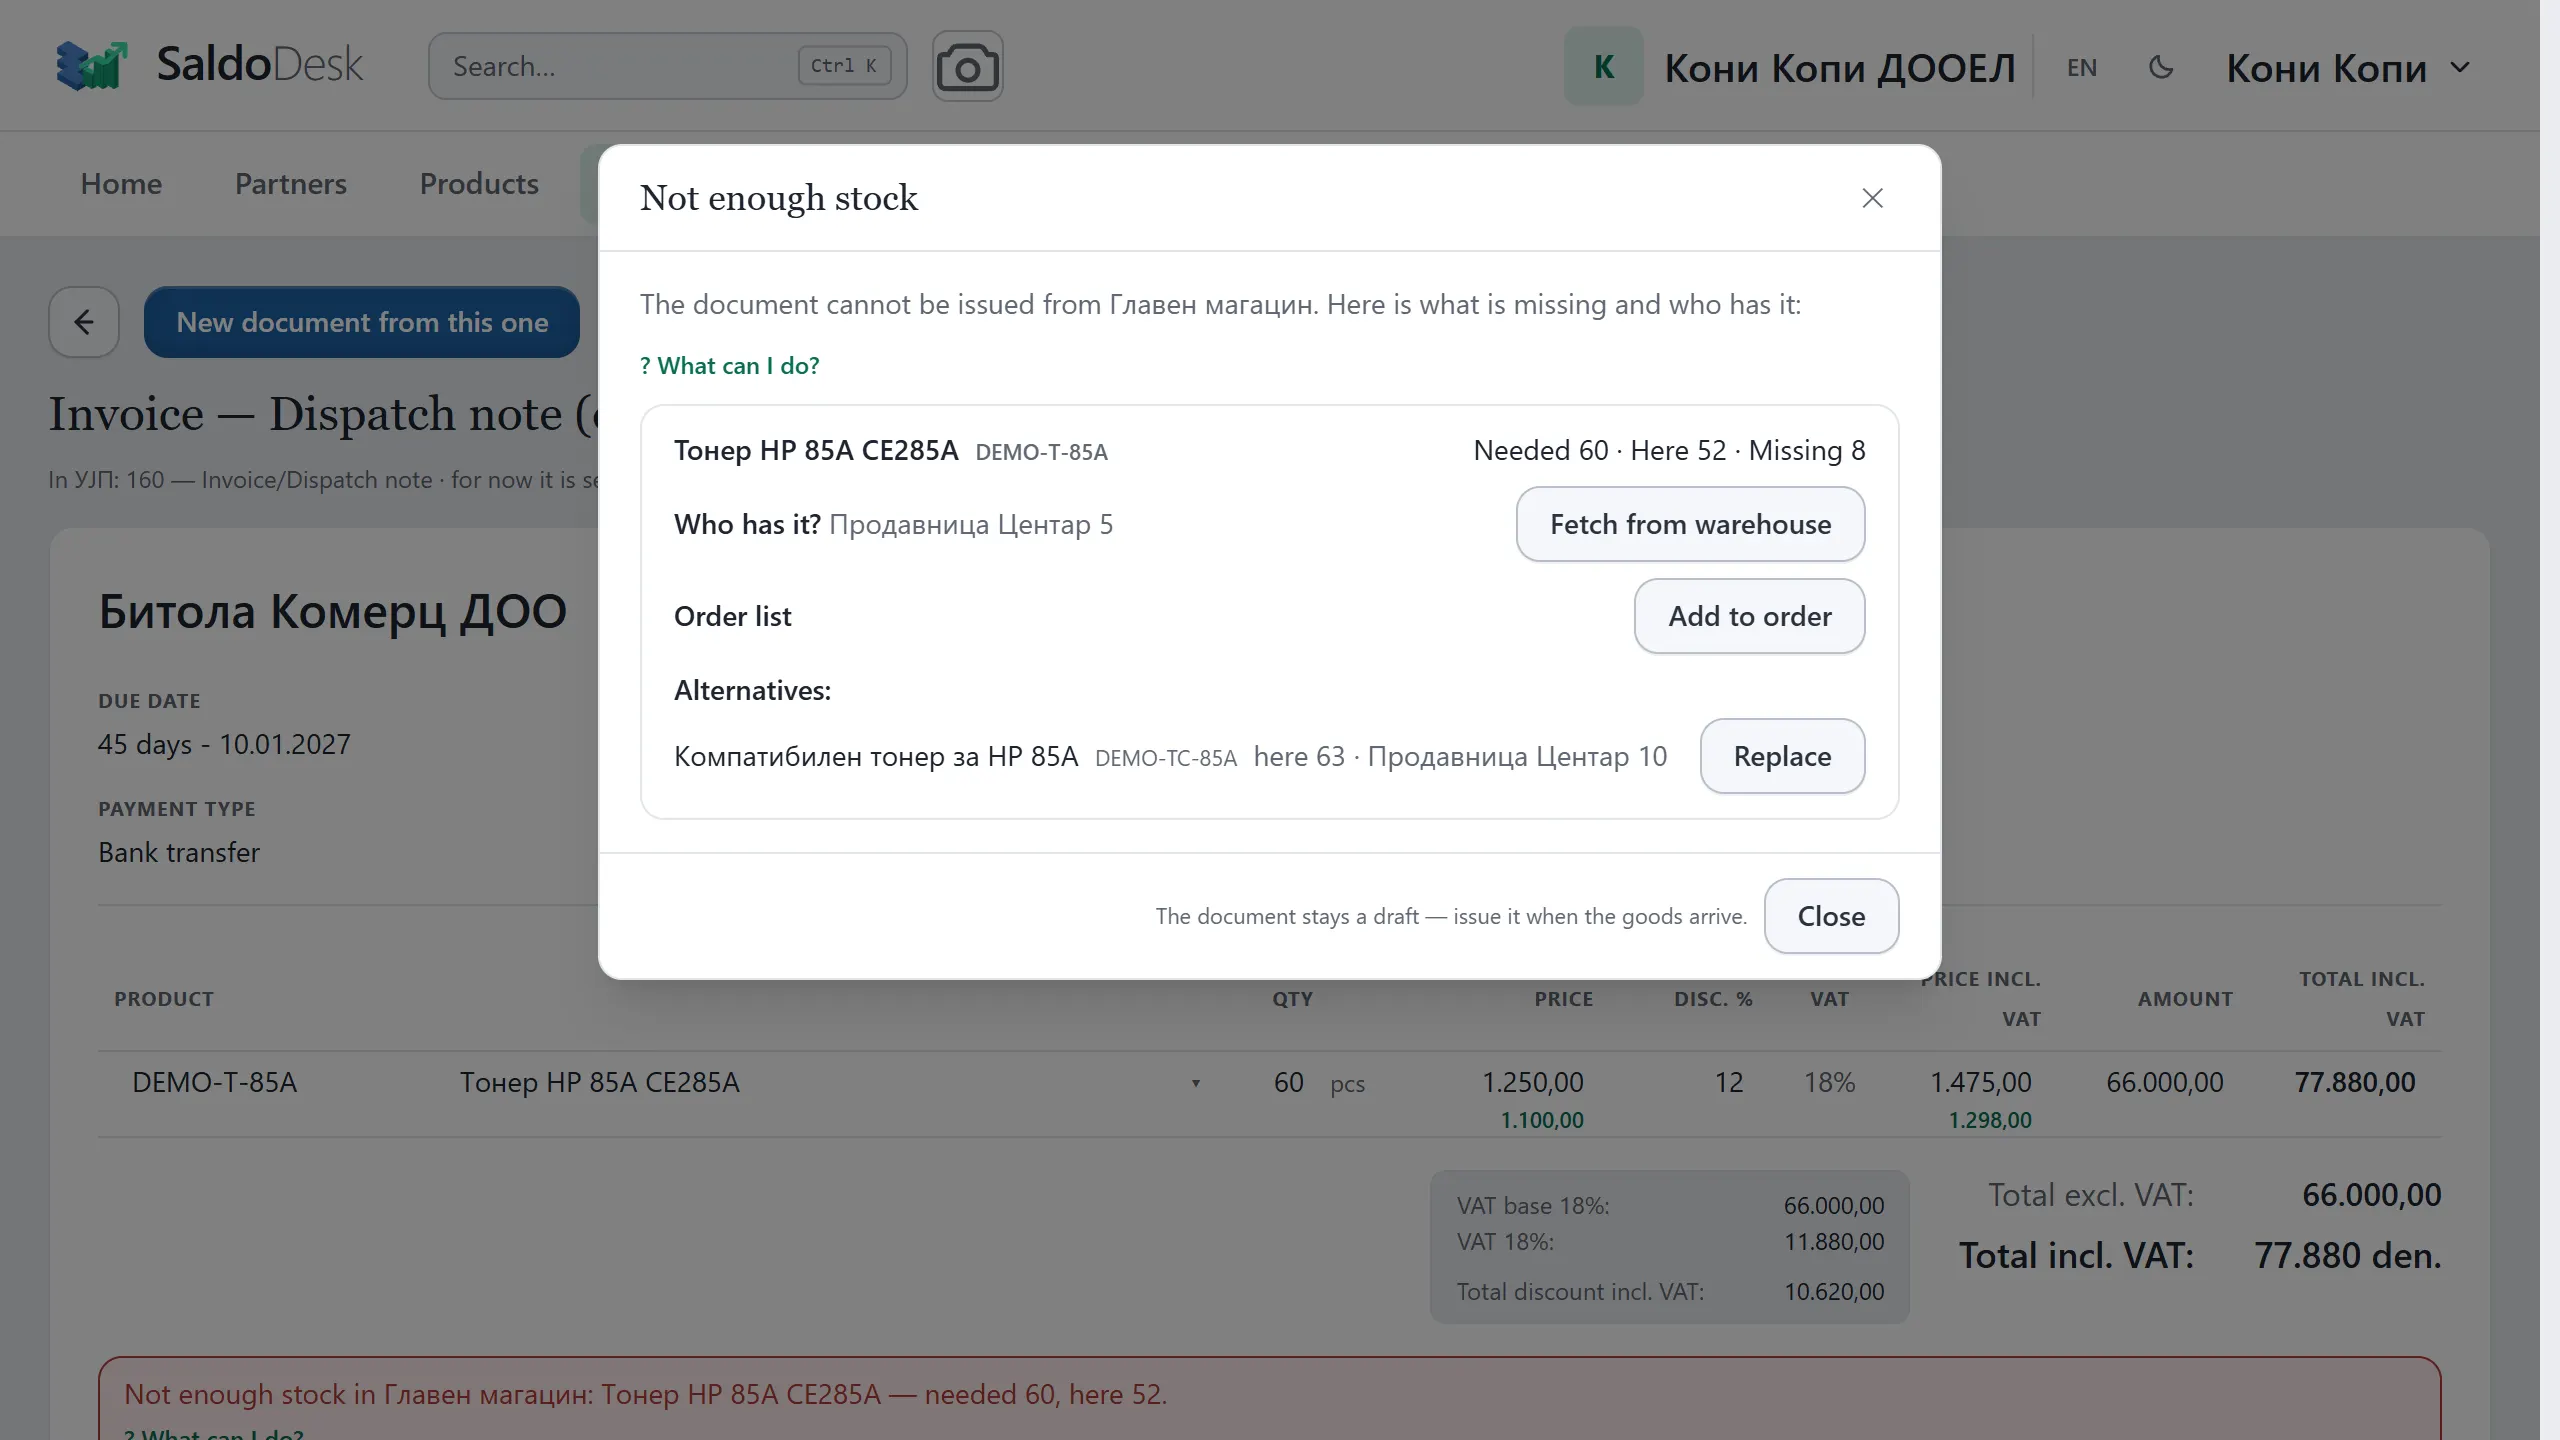 SaldoDesk
Search...
Ctrl K
K
Кони Копи ДООЕЛ
EN
Кони Копи
Home
Partners
Products
Not enough stock
The document cannot be issued from Главен магацин. Here is what is missing and who has it:
? What can I do?
Тонер HP 85A CE285A DEMO-T-85A
Needed 60 · Here 52 · Missing 8
Who has it? Продавница Центар 5
Fetch from warehouse
Order list
Add to order
Alternatives:
Компатибилен тонер за HP 85A DEMO-TC-85A here 63 · Продавница Центар 10
Replace
The document stays a draft — issue it when the goods arrive.
Close
New document from this one
Invoice — Dispatch note (
In УЈП: 160 — Invoice/Dispatch note · for now it is
Битола Комерц ДОО
DUE DATE
45 days - 10.01.2027
PAYMENT TYPE
Bank transfer
PRODUCT QTY PRICE DISC. % VAT PRICE INCL. VAT AMOUNT TOTAL INCL. VAT
DEMO-T-85A Тонер HP 85A CE285A 60 pcs 1.250,00 12 18% 1.475,00 66.000,00 77.880,00
1.100,00 1.298,00
VAT base 18%: 66.000,00
VAT 18%: 11.880,00
Total discount incl. VAT: 10.620,00
Total excl. VAT: 66.000,00
Total incl. VAT: 77.880 den.
Not enough stock in Главен магацин: Тонер HP 85A CE285A — needed 60, here 52.
? What can I do?